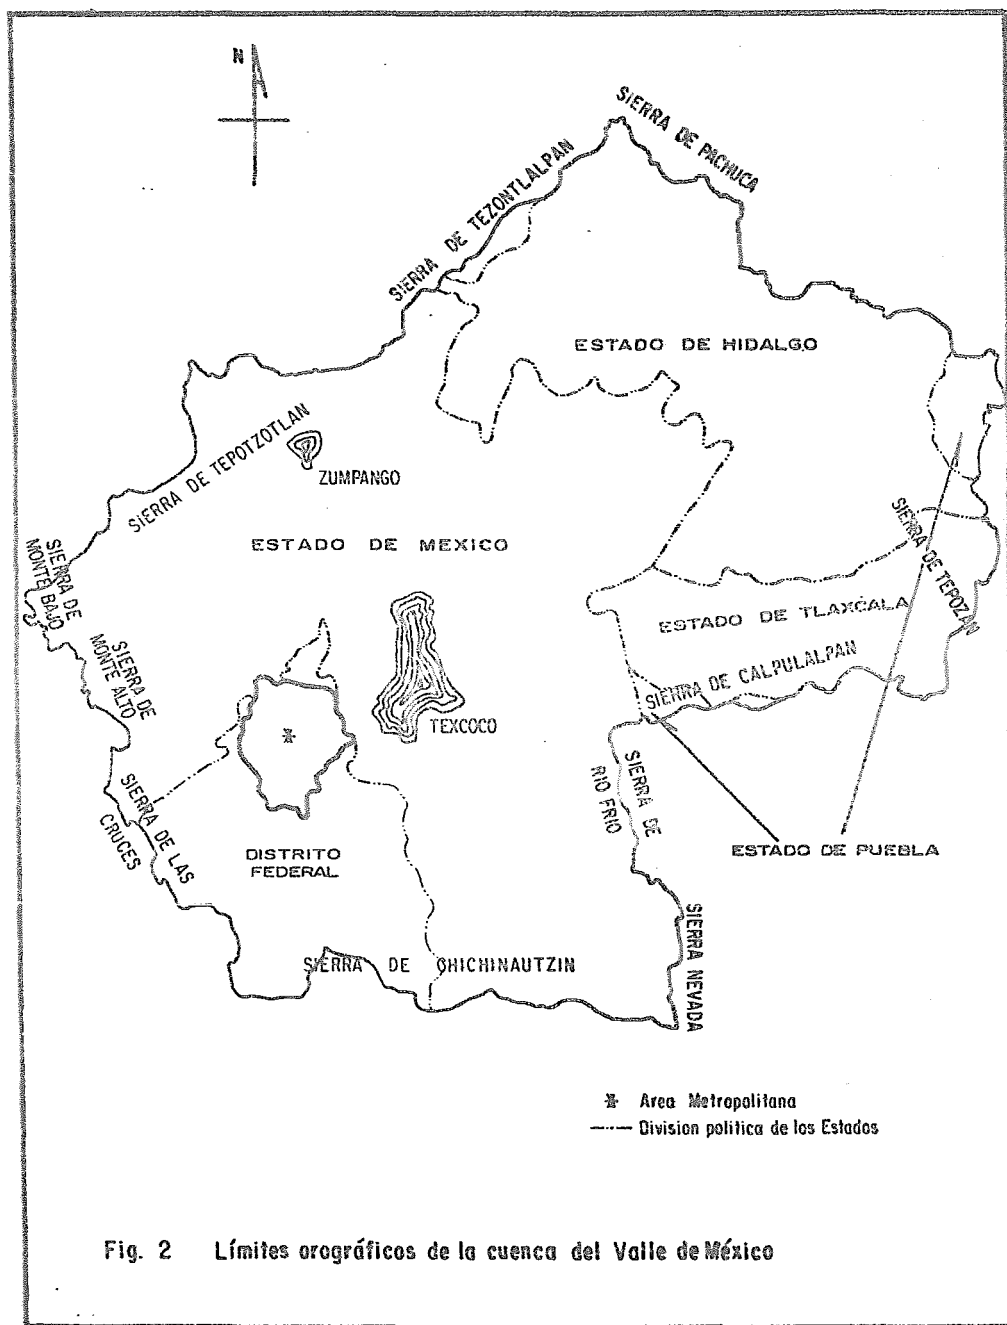 N
SIERRA DE PACHUCA
SIERRA DE TEZONTLALPAN
ESTADO DE HIDALGO
SIERRA DE TEPOTZOTLAN
ZUMPANGO
SIERRA DE TEPOZAN
ESTADO DE MEXICO
SIERRA DE
MONTE BAJO
ESTADO DE TLAXCALA
SIERRA DE
MONTE ALTO
SIERRA DE CALPULALPAN
TEXCOCO
SIERRA DE
RIO FRIO
SIERRA DE LAS
CRUCES
DISTRITO
FEDERAL
ESTADO DE PUEBLA
SIERRA NEVADA
SIERRA DE CHICHINAUTZIN
Area Metropolitana
Division politica de los Estados
Fig. 2 Límites orográficos de la cuenca del Valle de México